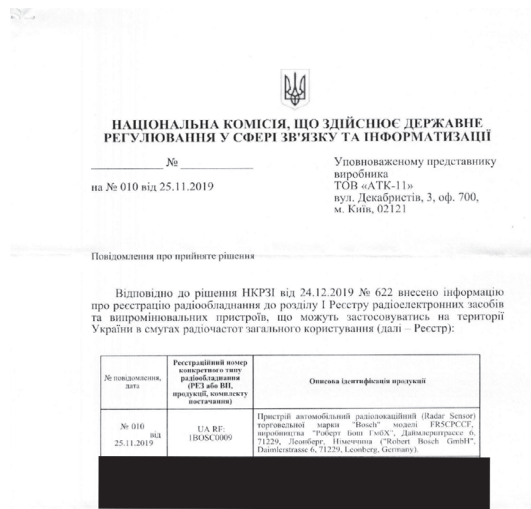 НАЦІОНАЛЬНА КОМІСІЯ, ЩО ЗДІЙСНЮЄ ДЕРЖАВНЕ
РЕГУЛЮВАННЯ У СФЕРІ ЗВ'ЯЗКУ ТА ІНФОРМАТИЗАЦІЇ
____________ № ____________
на № 010 від 25.11.2019
Уповноваженому представнику
виробника
ТОВ «АТК-11»
вул. Декабристів, 3, оф. 700,
м. Київ, 02121
Повідомлення про прийняте рішення
Відповідно до рішення НКРЗІ від 24.12.2019 № 622 внесено інформацію
про реєстрацію радіообладнання до розділу І Реєстру радіоелектронних засобів
та випромінювальних пристроїв, що можуть застосовуватись на території
України в смугах радіочастот загального користування (далі – Реєстр):
№ повідомлення,
дата
Реєстраційний номер
конкретного типу
радіообладнання
(РЕЗ або ВП,
продукції, комплекту
постачання)
Описова ідентифікація продукції
№ 010
від
25.11.2019
UA RF:
1BOSC0009
Пристрій автомобільний радіолокаційний (Radar Sensor)
торговельної марки "Bosch" моделі FR5CPCCF,
виробництва "Роберт Бош ГмбХ", Даймлерштрассе 6,
71229, Леонберг, Німеччина ("Robert Bosch GmbH",
Daimlerstrasse 6, 71229, Leonberg, Germany).